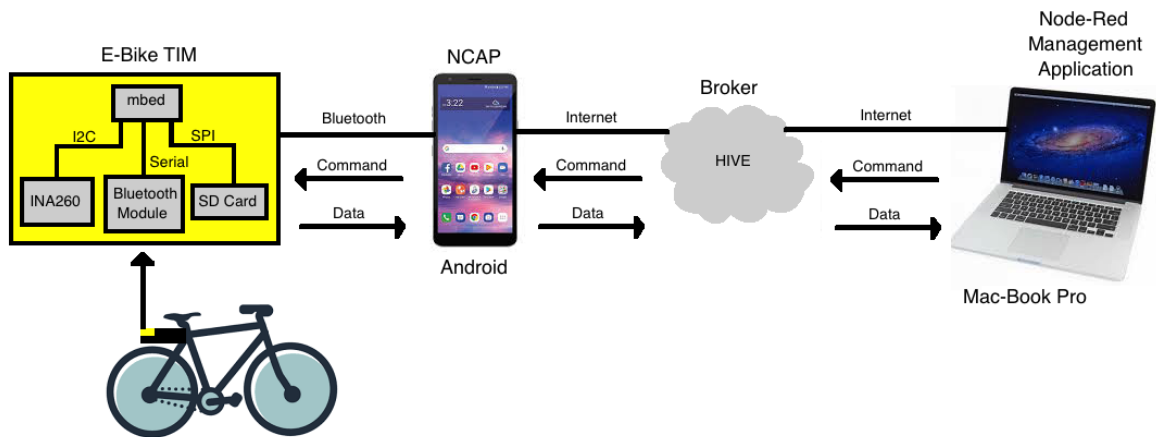 E-Bike TIM
mbed
I2C
SPI
Serial
INA260
Bluetooth
Module
SD Card
Bluetooth
Command
Data
NCAP
3:22
Android
Internet
Command
Data
Broker
HIVE
Internet
Command
Data
Node-Red
Management
Application
Mac-Book Pro